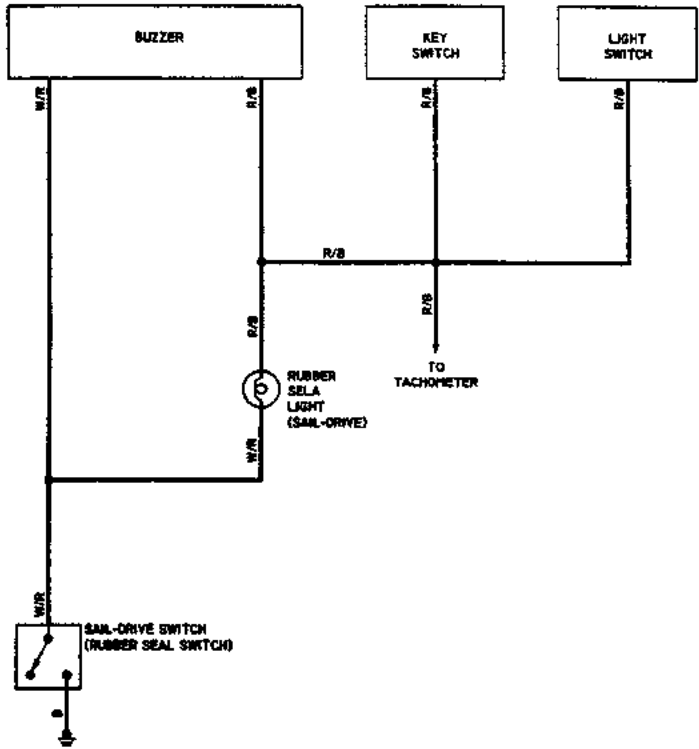 BUZZER
KEY
SWITCH
LIGHT
SWITCH
W/R
R/B
R/B
R/B
R/B
R/B
R/B
TO
TACHOMETER
RUBBER
SELA
LIGHT
(SAIL-DRIVE)
W/R
W/R
SAIL-DRIVE SWITCH
(RUBBER SEAL SWITCH)
B